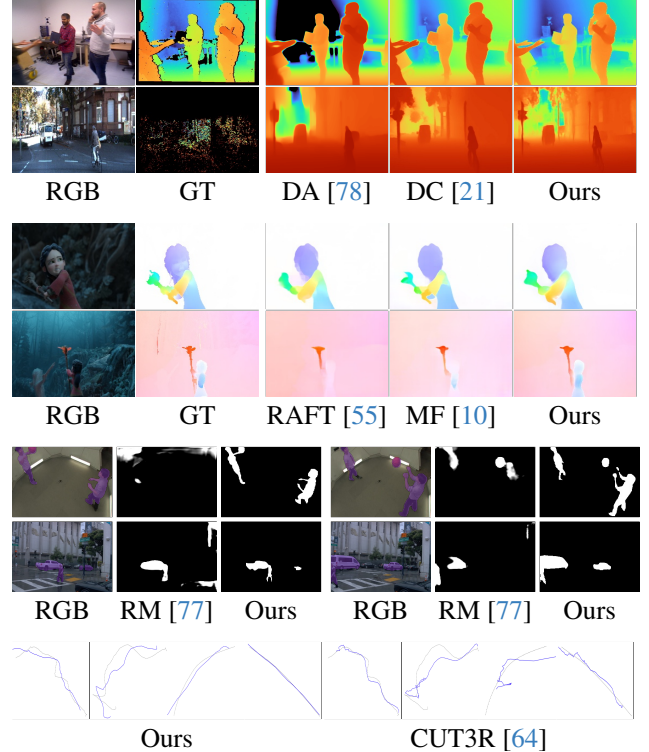 RGB GT DA [78] DC [21] Ours
RGB GT RAFT [55] MF [10] Ours
RGB RM [77] Ours RGB RM [77] Ours
Ours CUT3R [64]